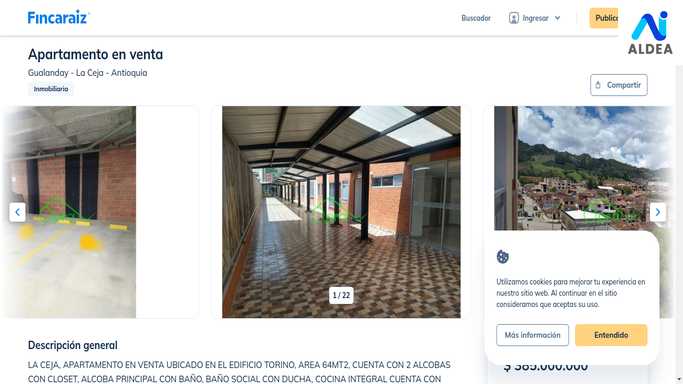 Fincaraiz
Buscador
Ingresar
Public
ALDEA
Apartamento en venta
Gualanday - La Ceja - Antioquia
Inmobiliario
Compartir
1 / 22
Utilizamos cookies para mejorar tu experiencia en
nuestro sitio web. Al continuar en el sitio
consideramos que aceptas su uso.
Más información
Entendido
$ 385.000.000
Descripción general
LA CEJA, APARTAMENTO EN VENTA UBICADO EN EL EDIFICIO TORINO, AREA 64MT2, CUENTA CON 2 ALCOBAS
CON CLOSET, ALCOBA PRINCIPAL CON BAÑO, BAÑO SOCIAL CON DUCHA, COCINA INTEGRAL CUENTA CON